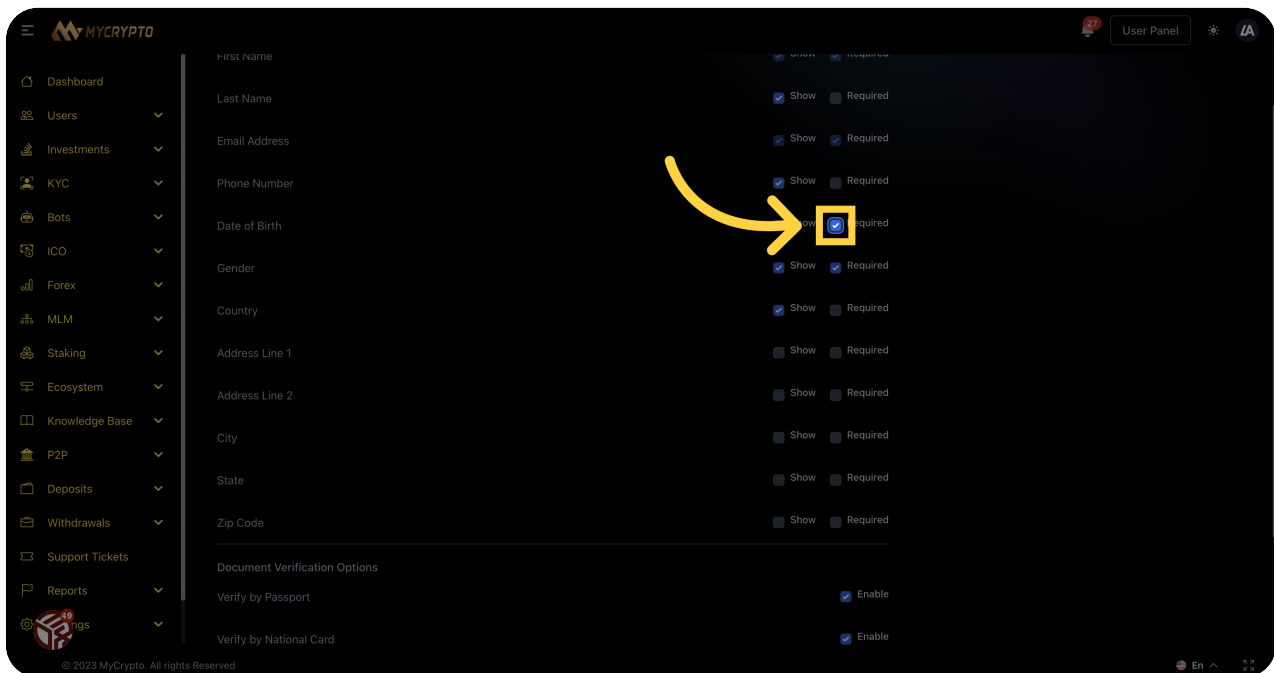 MYCRYPTO
27
User Panel
First Name
Required
Dashboard
Last Name Show Required
Users
Email Address Show Required
Investments
KYC
Phone Number Show Required
Bots
Date of Birth
ICO
Gender Show Required
Forex
Country Show Required
MLM
Staking
Address Line 1 Show Required
Ecosystem
Address Line 2 Show Required
Knowledge Base
City Show Required
P2P
Deposits
State Show Required
Withdrawals
Zip Code Show Required
Support Tickets
Document Verification Options
Reports
Verify by Passport Enable
49
Verify by National Card Enable
© 2023 MyCrypto. All rights Reserved
En